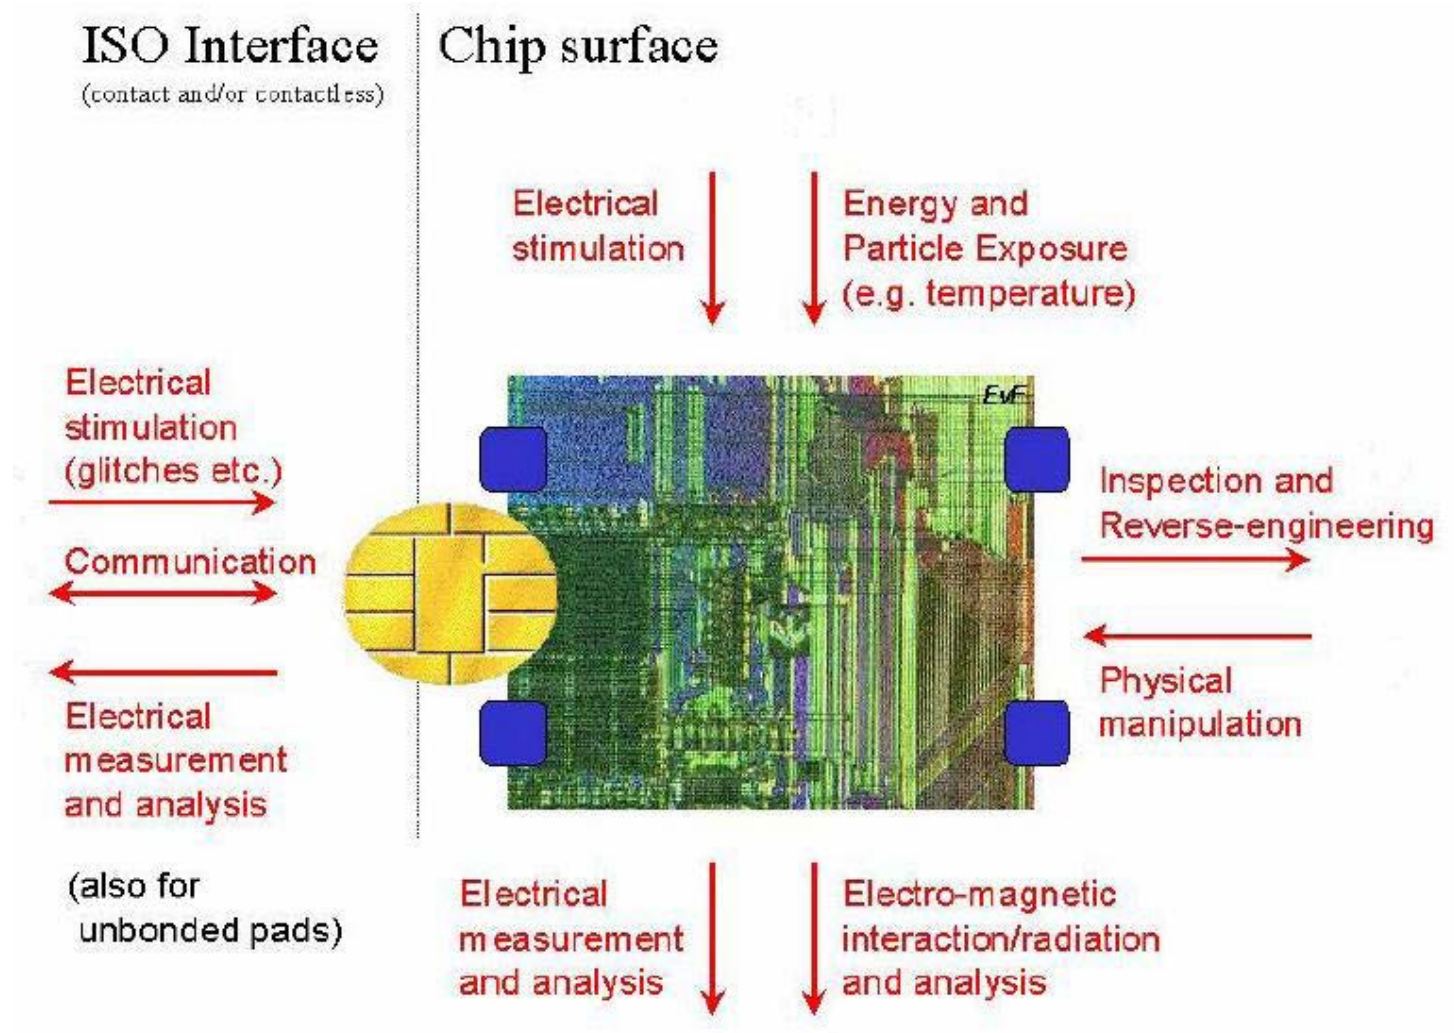 ISO Interface
(contact and/or contactless)
Chip surface
Electrical
stimulation
Energy and
Particle Exposure
(e.g. temperature)
Electrical
stimulation
(glitches etc.)
Communication
Electrical
measurement
and analysis
(also for
unbonded pads)
EvF
Inspection and
Reverse-engineering
Physical
manipulation
Electrical
measurement
and analysis
Electro-magnetic
interaction/radiation
and analysis